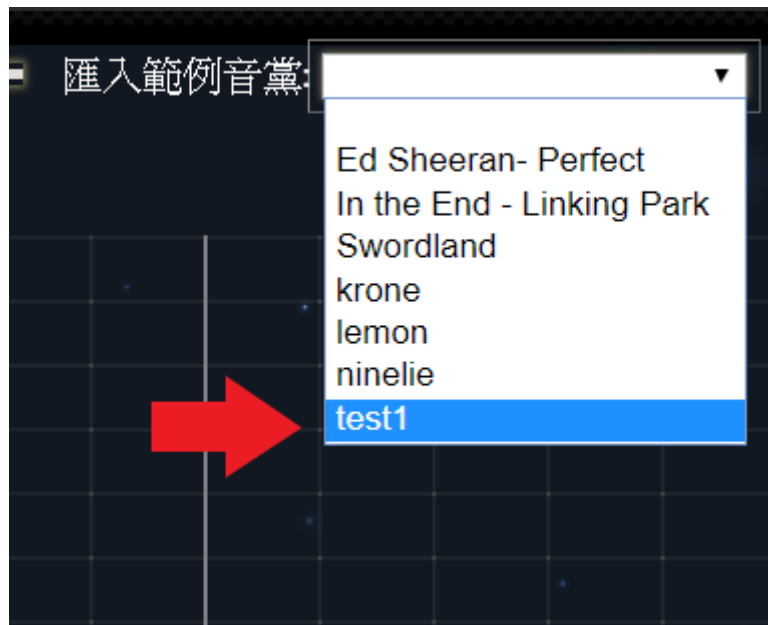 匯入範例音黨:
Ed Sheeran- Perfect
In the End - Linking Park
Swordland
krone
lemon
ninelie
test1